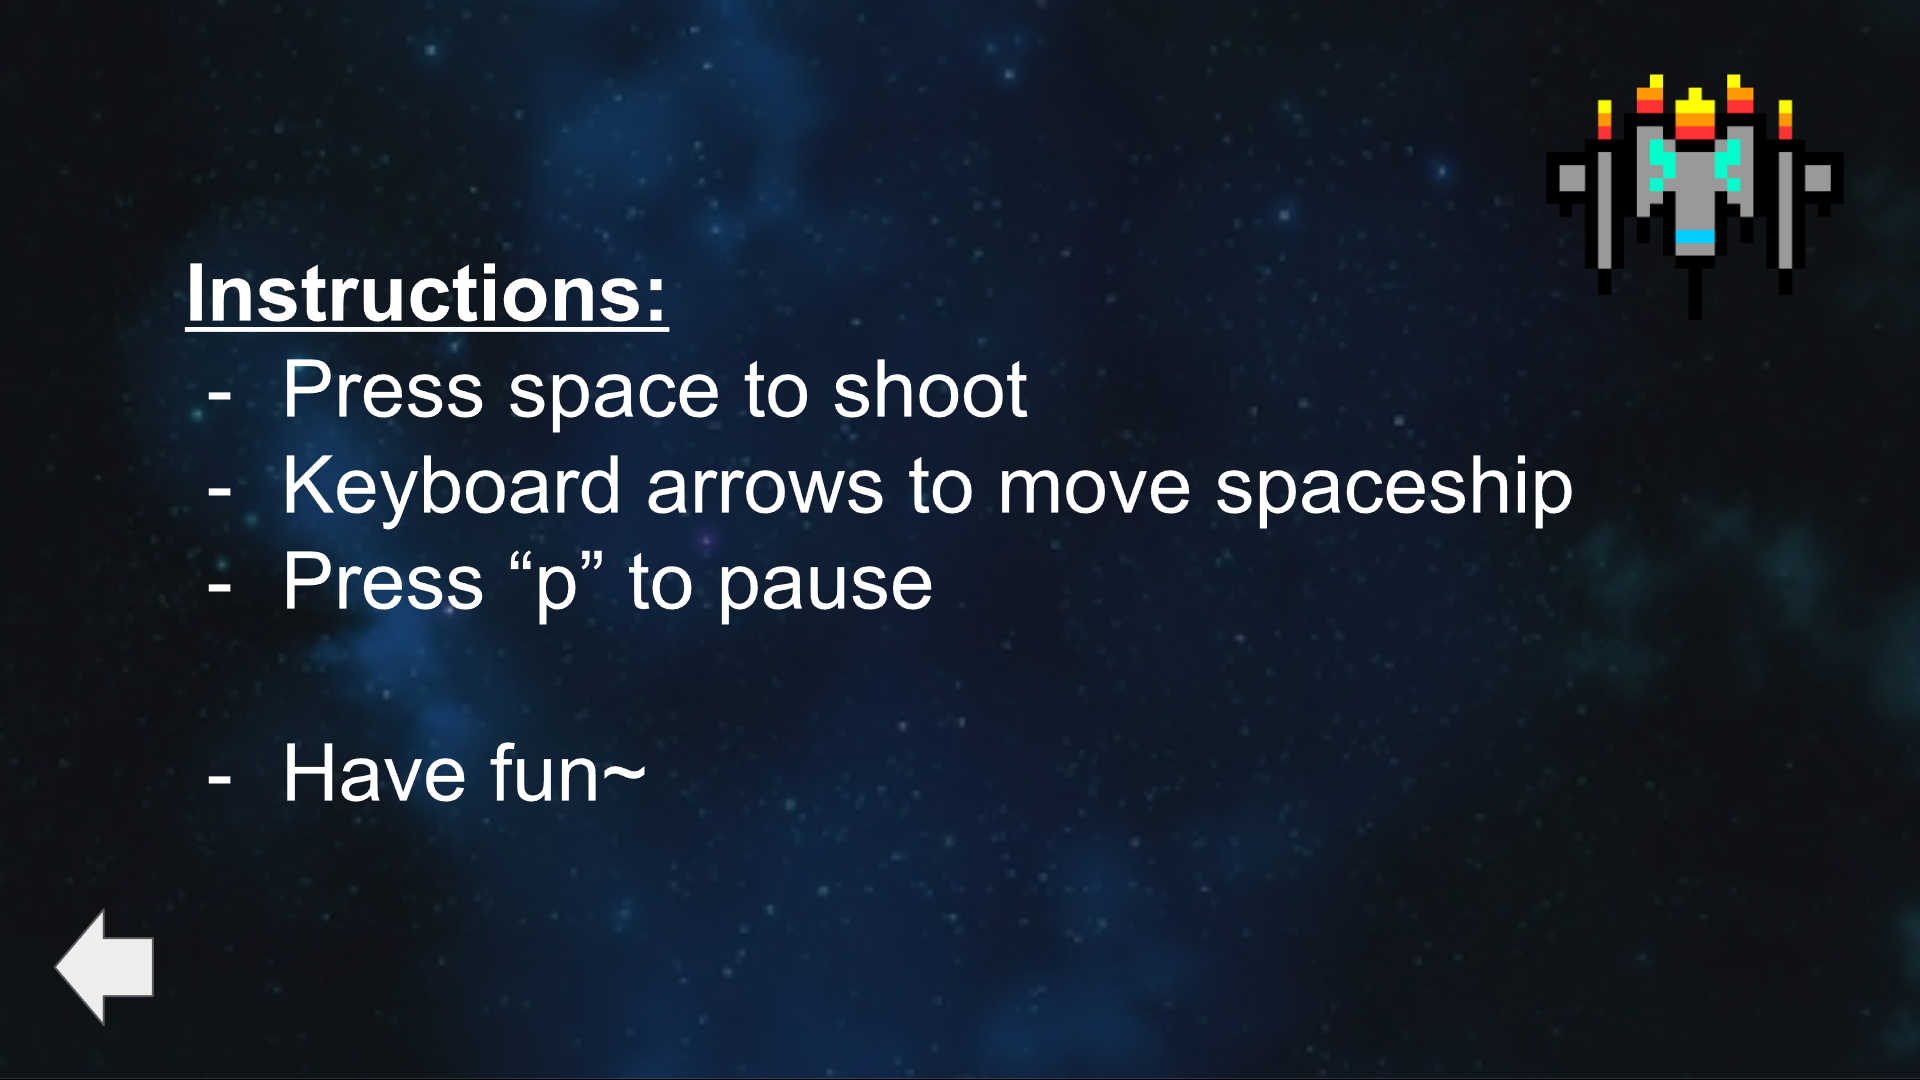 Instructions:
- Press space to shoot
- Keyboard arrows to move spaceship
- Press “p” to pause
- Have fun~